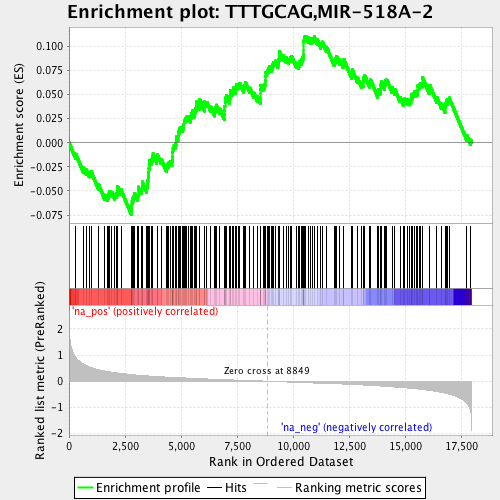 Enrichment plot: TTTGCAG,MIR-518A-2
Enrichment score (ES)
0.100
0.075
0.050
0.025
0.000
-0.025
-0.050
-0.075
'na_pos' (positively correlated)
Zero cross at 8849
'na_neg' (negatively correlated)
Ranked list metric (PreRanked)
2
1
0
-1
-2
0
2,500
5,000
7,500
10,000
12,500
15,000
17,500
Rank in Ordered Dataset
Enrichment profile
Hits
Ranking metric scores